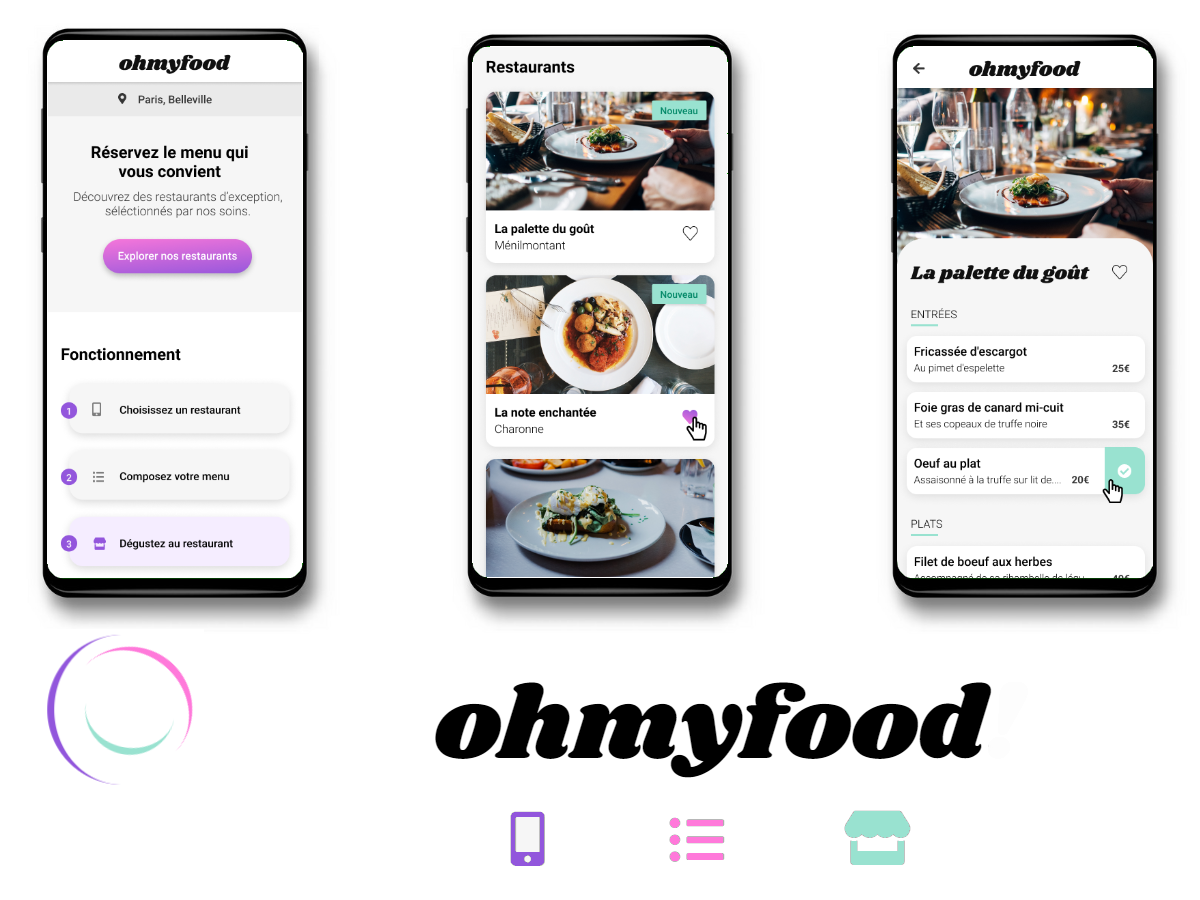 ohmyfood
Paris, Belleville
Réservez le menu qui
vous convient
Découvrez des restaurants d'exception,
séléctionnés par nos soins.
Explorer nos restaurants
Fonctionnement
1 Choisissez un restaurant
2 Composez votre menu
3 Dégustez au restaurant
Restaurants
Nouveau
La palette du goût
Ménilmontant
Nouveau
La note enchantée
Charonne
ohmyfood
La palette du goût
ENTRÉES
Fricassée d'escargot
Au pimet d'espelette 25€
Foie gras de canard mi-cuit
Et ses copeaux de truffe noire 35€
Oeuf au plat
Assaisonné à la truffe sur lit de.... 20€
PLATS
Filet de boeuf aux herbes
ohmyfood!